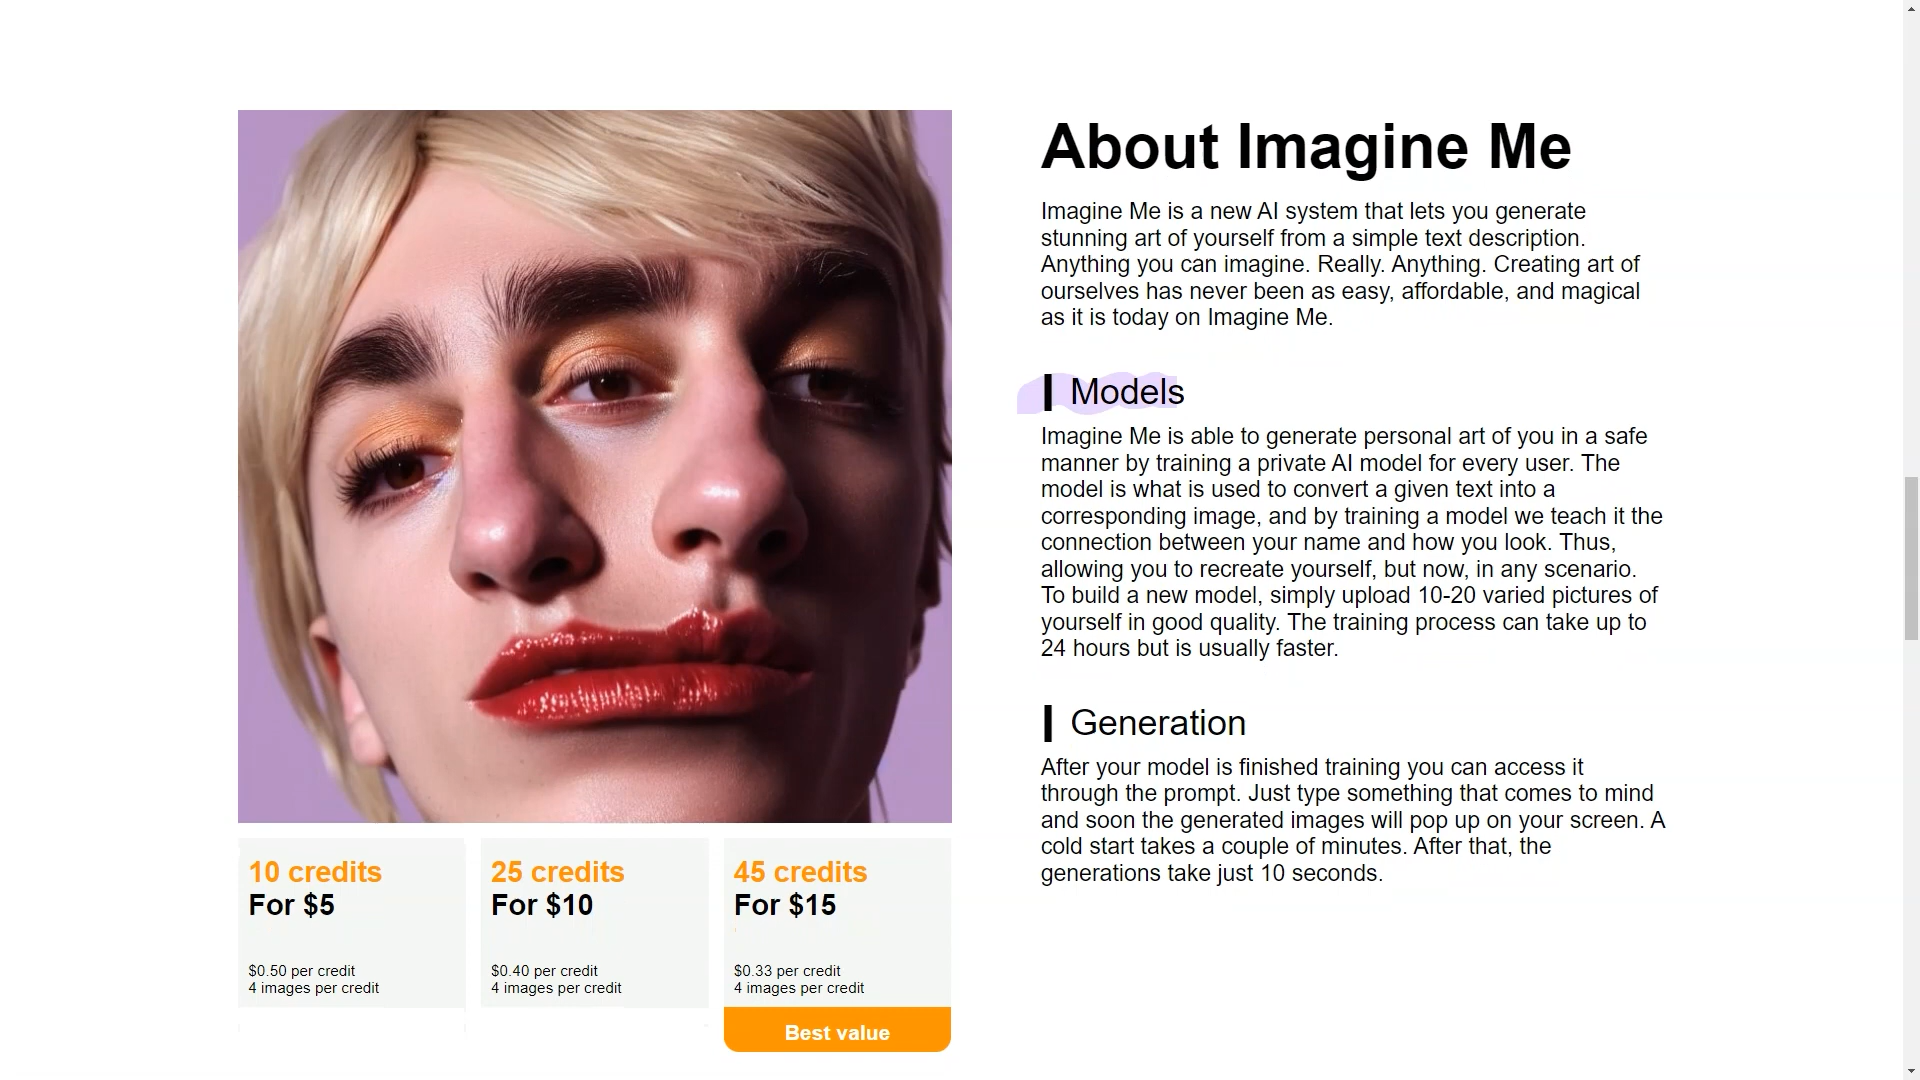 About Imagine Me
Imagine Me is a new AI system that lets you generate
stunning art of yourself from a simple text description.
Anything you can imagine. Really. Anything. Creating art of
ourselves has never been as easy, affordable, and magical
as it is today on Imagine Me.
Models
Imagine Me is able to generate personal art of you in a safe
manner by training a private AI model for every user. The
model is what is used to convert a given text into a
corresponding image, and by training a model we teach it the
connection between your name and how you look. Thus,
allowing you to recreate yourself, but now, in any scenario.
To build a new model, simply upload 10-20 varied pictures of
yourself in good quality. The training process can take up to
24 hours but is usually faster.
Generation
After your model is finished training you can access it
through the prompt. Just type something that comes to mind
and soon the generated images will pop up on your screen. A
cold start takes a couple of minutes. After that, the
generations take just 10 seconds.
10 credits
For $5
$0.50 per credit
4 images per credit
25 credits
For $10
$0.40 per credit
4 images per credit
45 credits
For $15
$0.33 per credit
4 images per credit
Best value